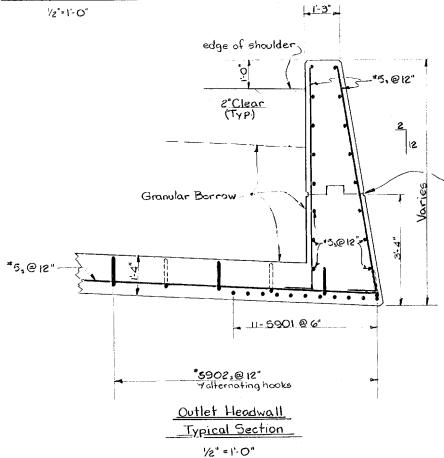 ½"=1'-0"
1'-3"
edge of shoulder
1'-0"
#5,@12"
2"Clear
(Typ.)
2
12
Granular Borrow
Varies
#5,@12"
3'-4"
#5,@12"
1'-4"
11-5901 @ 6"
#5902,@12"
w/alternating hooks
Outlet Headwall
Typical Section
½"=1'-0"